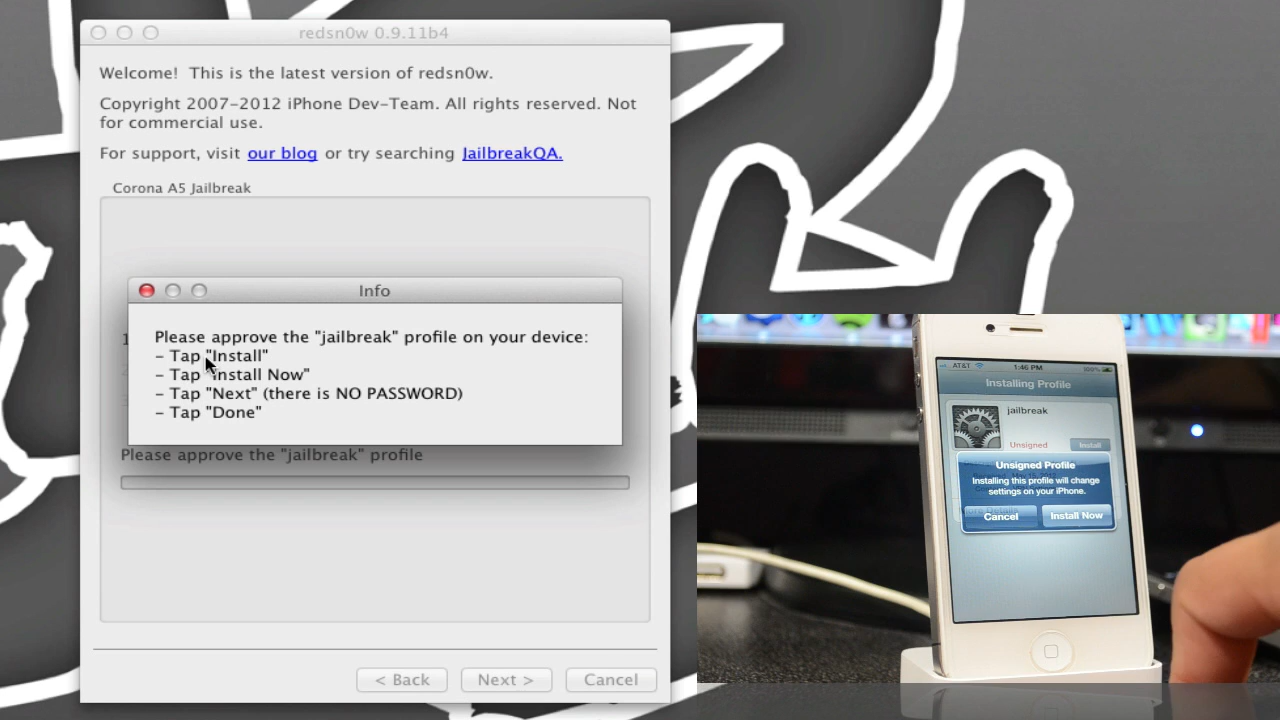 redsn0w 0.9.11b4
Welcome!  This is the latest version of redsn0w.
Copyright 2007-2012 iPhone Dev-Team. All rights reserved. Not
for commercial use.
For support, visit our blog or try searching JailbreakQA.
Corona A5 Jailbreak
Info
Please approve the "jailbreak" profile on your device:
- Tap "Install"
- Tap "Install Now"
- Tap "Next" (there is NO PASSWORD)
- Tap "Done"
Please approve the "jailbreak" profile
< Back
Next >
Cancel
AT&T 1:46 PM 100%
Installing Profile
jailbreak
Unsigned Install
Unsigned Profile
Installing this profile will change
settings on your iPhone.
Cancel Install Now